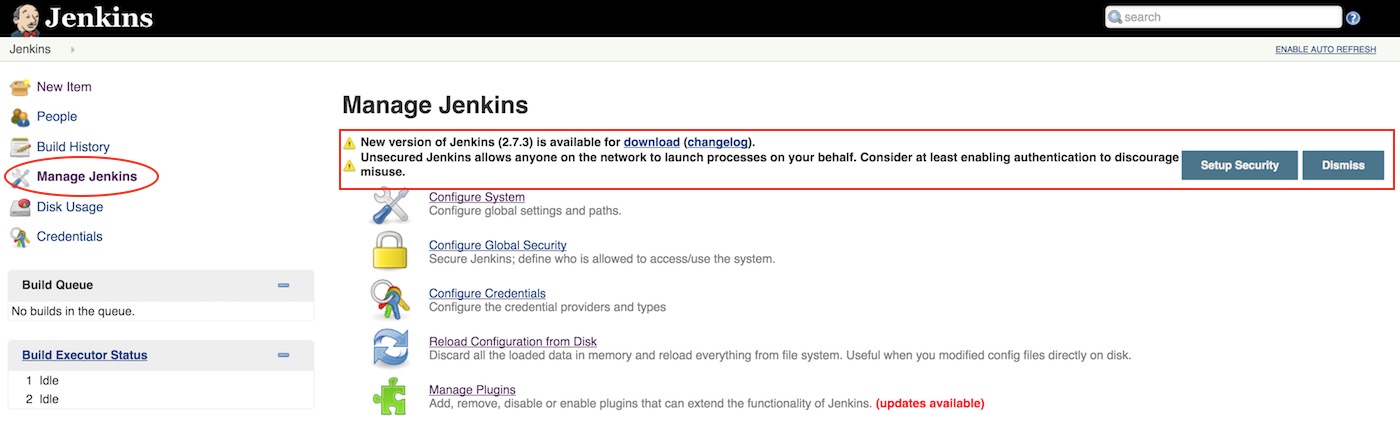 Jenkins
search
Jenkins
ENABLE AUTO REFRESH
New Item
People
Build History
Manage Jenkins
Disk Usage
Credentials
Build Queue
No builds in the queue.
Build Executor Status
1 Idle
2 Idle
Manage Jenkins
New version of Jenkins (2.7.3) is available for download (changelog).
Unsecured Jenkins allows anyone on the network to launch processes on your behalf. Consider at least enabling authentication to discourage
misuse.
Setup Security
Dismiss
Configure System
Configure global settings and paths.
Configure Global Security
Secure Jenkins; define who is allowed to access/use the system.
Configure Credentials
Configure the credential providers and types
Reload Configuration from Disk
Discard all the loaded data in memory and reload everything from file system. Useful when you modified config files directly on disk.
Manage Plugins
Add, remove, disable or enable plugins that can extend the functionality of Jenkins. (updates available)